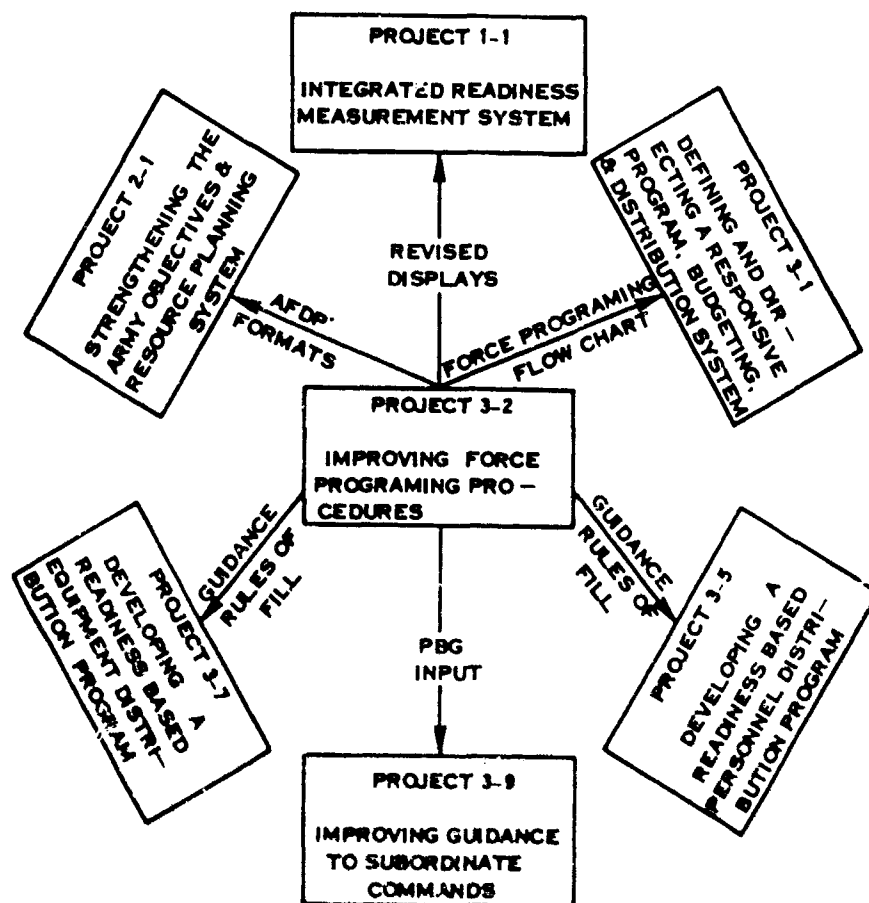 PROJECT 1-1
INTEGRATED READINESS
MEASUREMENT SYSTEM
PROJECT 2-1
STRENGTHENING THE
ARMY OBJECTIVES &
RESOURCE PLANNING
SYSTEM
PROJECT 3-1
DEFINING AND DIR-
ECTING A RESPONSIVE
PROGRAM, BUDGETING,
& DISTRIBUTION SYSTEM
REVISED
DISPLAYS
AFDP
FORMATS
FORCE PROGRAMING
FLOW CHART
PROJECT 3-2
IMPROVING FORCE
PROGRAMING PRO-
CEDURES
GUIDANCE
RULES OF
FILL
GUIDANCE
RULES OF
FILL
PROJECT 3-7
DEVELOPING A
READINESS BASED
EQUIPMENT DISTRI-
BUTION PROGRAM
PBG
INPUT
PROJECT 3-5
DEVELOPING A
READINESS BASED
PERSONNEL DISTRI-
BUTION PROGRAM
PROJECT 3-9
IMPROVING GUIDANCE
TO SUBORDINATE
COMMANDS